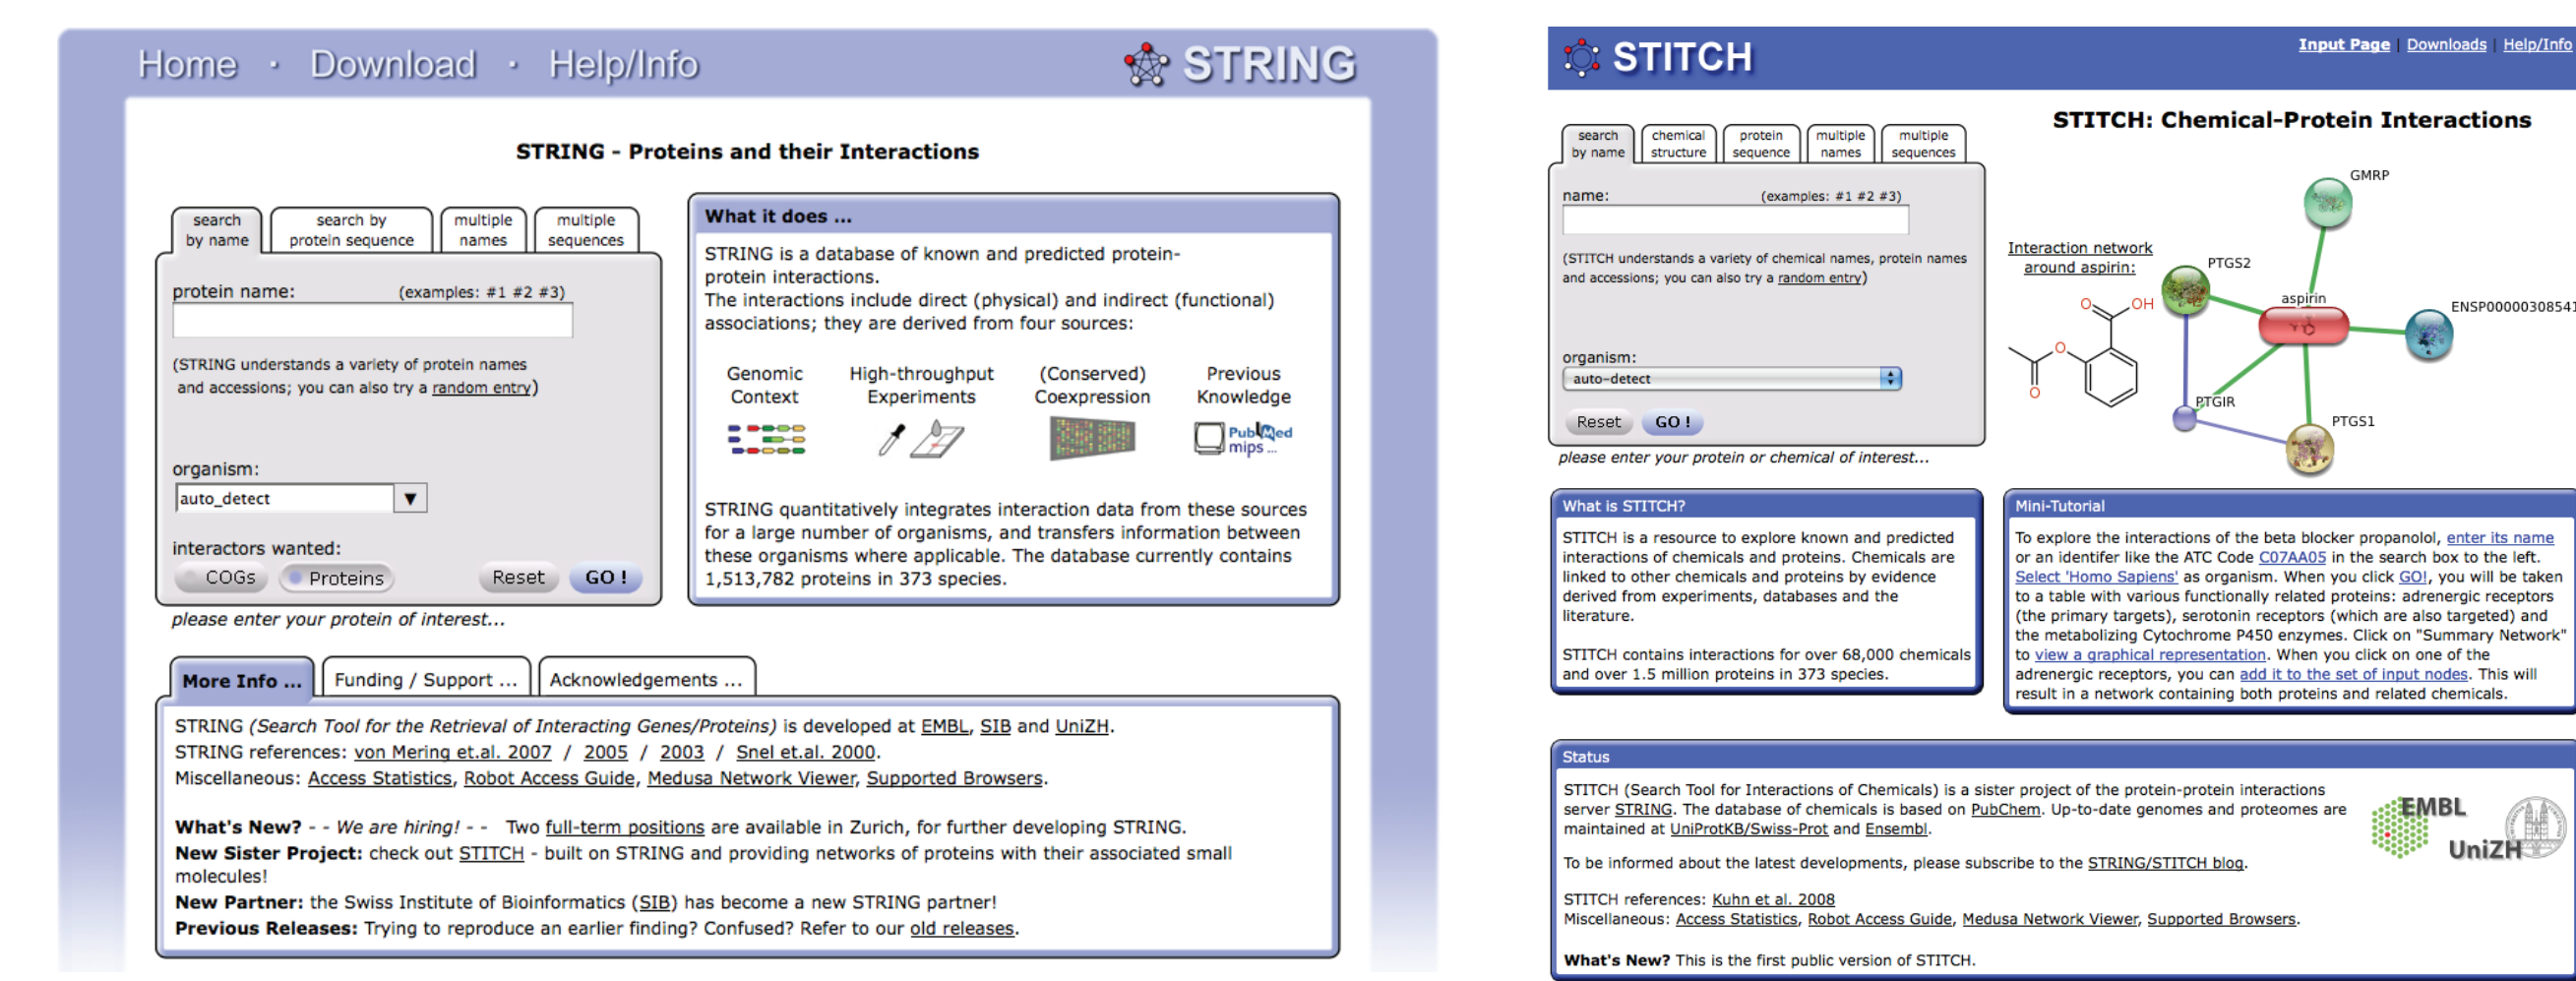 Home · Download · Help/Info
STRING
STRING - Proteins and their Interactions
search
by name
search by
protein sequence
multiple
names
multiple
sequences
protein name: (examples: #1 #2 #3)
(STRING understands a variety of protein names
and accessions; you can also try a random entry)
organism:
auto_detect
interactors wanted:
COGs Proteins Reset GO !
please enter your protein of interest...
What it does ...
STRING is a database of known and predicted protein-
protein interactions.
The interactions include direct (physical) and indirect (functional)
associations; they are derived from four sources:
Genomic
Context
High-throughput
Experiments
(Conserved)
Coexpression
Previous
Knowledge
PubMed
mips ...
STRING quantitatively integrates interaction data from these sources
for a large number of organisms, and transfers information between
these organisms where applicable. The database currently contains
1,513,782 proteins in 373 species.
More Info ... Funding / Support ... Acknowledgements ...
STRING (Search Tool for the Retrieval of Interacting Genes/Proteins) is developed at EMBL, SIB and UniZH.
STRING references: von Mering et.al. 2007 / 2005 / 2003 / Snel et.al. 2000.
Miscellaneous: Access Statistics, Robot Access Guide, Medusa Network Viewer, Supported Browsers.
What's New? - - We are hiring! - - Two full-term positions are available in Zurich, for further developing STRING.
New Sister Project: check out STITCH - built on STRING and providing networks of proteins with their associated small
molecules!
New Partner: the Swiss Institute of Bioinformatics (SIB) has become a new STRING partner!
Previous Releases: Trying to reproduce an earlier finding? Confused? Refer to our old releases.
STITCH
Input Page | Downloads | Help/Info
search
by name
chemical
structure
protein
sequence
multiple
names
multiple
sequences
name: (examples: #1 #2 #3)
(STITCH understands a variety of chemical names, protein names
and accessions; you can also try a random entry)
organism:
auto-detect
Reset GO !
please enter your protein or chemical of interest...
STITCH: Chemical-Protein Interactions
Interaction network
around aspirin:
O
OH
O
O
GMRP
PTGS2
aspirin
ENSP00000308541
PTGIR
PTGS1
What is STITCH?
STITCH is a resource to explore known and predicted
interactions of chemicals and proteins. Chemicals are
linked to other chemicals and proteins by evidence
derived from experiments, databases and the
literature.
STITCH contains interactions for over 68,000 chemicals
and over 1.5 million proteins in 373 species.
Mini-Tutorial
To explore the interactions of the beta blocker propanolol, enter its name
or an identifer like the ATC Code C07AA05 in the search box to the left.
Select 'Homo Sapiens' as organism. When you click GO!, you will be taken
to a table with various functionally related proteins: adrenergic receptors
(the primary targets), serotonin receptors (which are also targeted) and
the metabolizing Cytochrome P450 enzymes. Click on "Summary Network"
to view a graphical representation. When you click on one of the
adrenergic receptors, you can add it to the set of input nodes. This will
result in a network containing both proteins and related chemicals.
Status
STITCH (Search Tool for Interactions of Chemicals) is a sister project of the protein-protein interactions
server STRING. The database of chemicals is based on PubChem. Up-to-date genomes and proteomes are
maintained at UniProtKB/Swiss-Prot and Ensembl.
To be informed about the latest developments, please subscribe to the STRING/STITCH blog.
STITCH references: Kuhn et al. 2008
Miscellaneous: Access Statistics, Robot Access Guide, Medusa Network Viewer, Supported Browsers.
What's New? This is the first public version of STITCH.
EMBL
UniZH